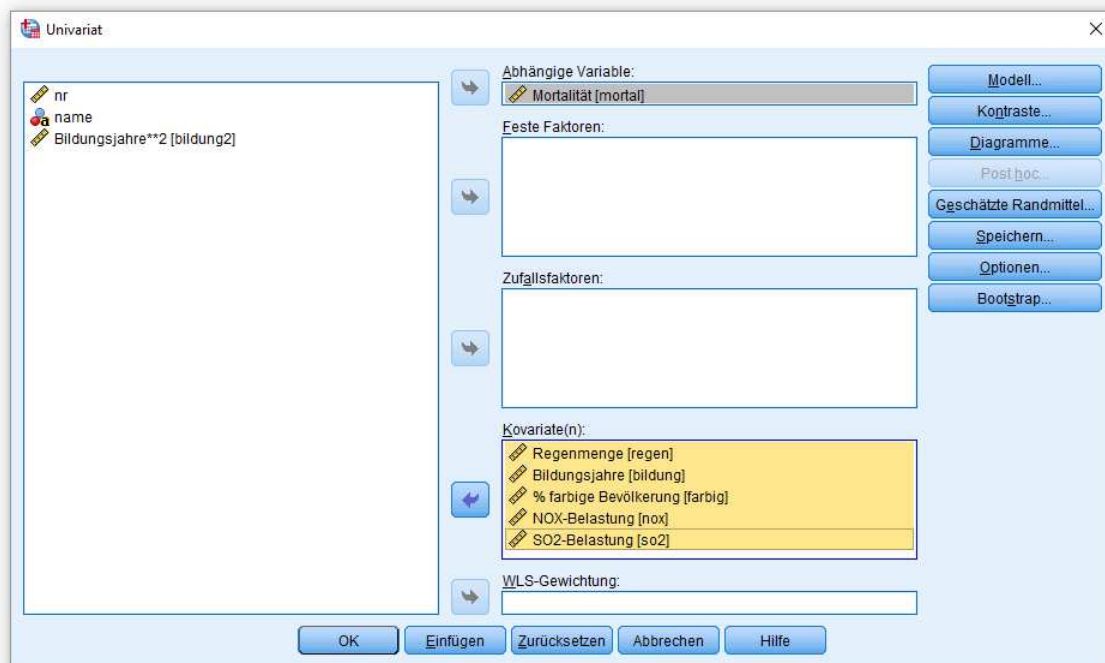 Univariat
nr
name
Bildungsjahre**2 [bildung2]
Abhängige Variable:
Mortalität [mortal]
Feste Faktoren:
Zufallsfaktoren:
Kovariate(n):
Regenmenge [regen]
Bildungsjahre [bildung]
% farbige Bevölkerung [farbig]
NOX-Belastung [nox]
SO2-Belastung [so2]
WLS-Gewichtung:
Modell...
Kontraste...
Diagramme...
Post hoc...
Geschätzte Randmittel...
Speichern...
Optionen...
Bootstrap...
OK
Einfügen
Zurücksetzen
Abbrechen
Hilfe